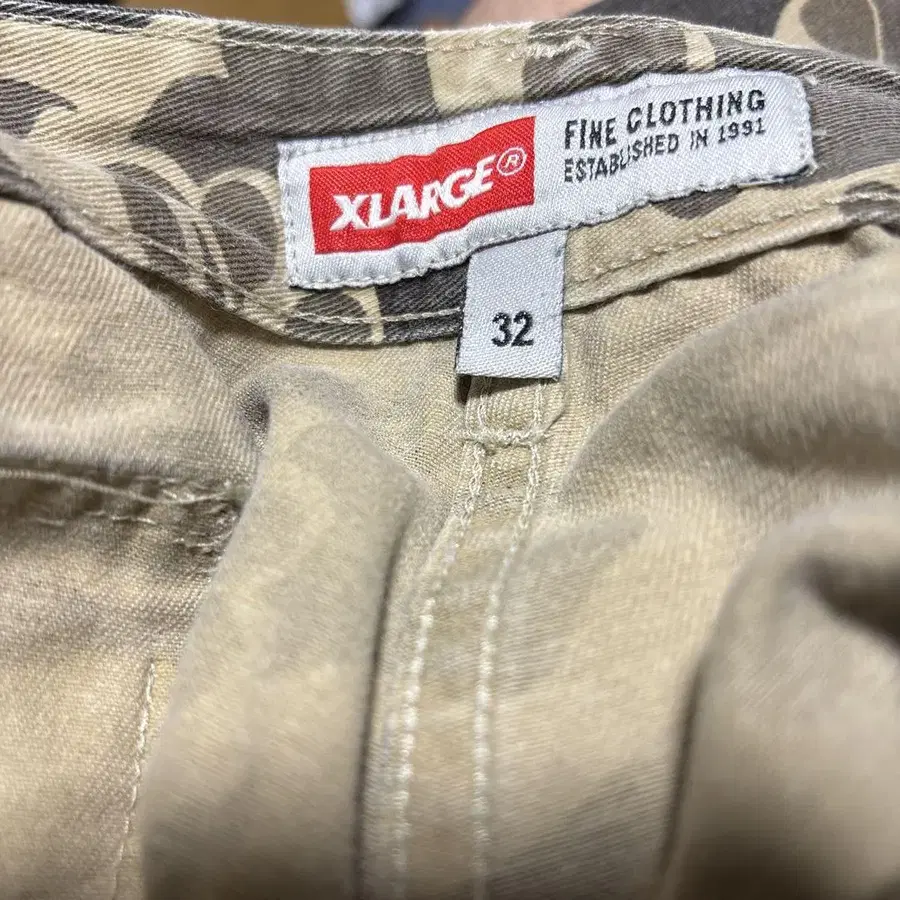 XLARGE®
FINE CLOTHING
ESTABLISHED IN 1991
32